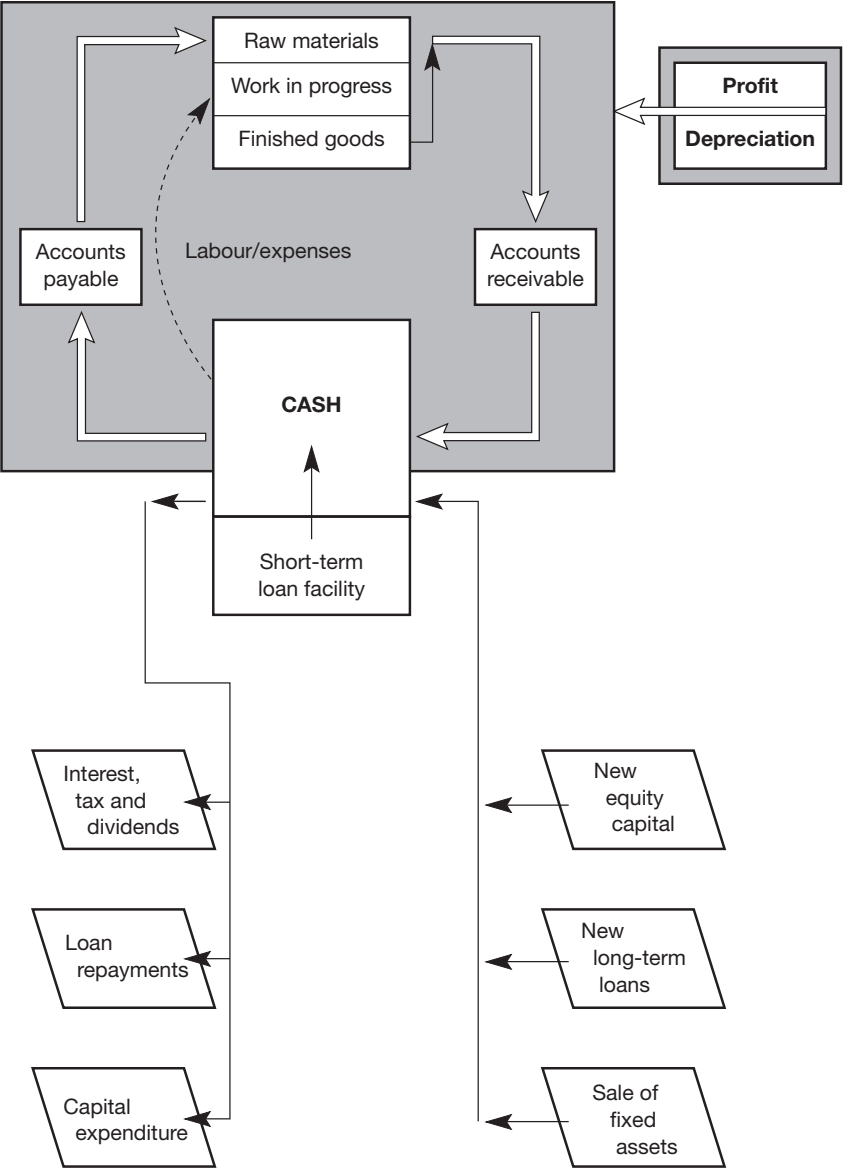 Raw materials
Work in progress
Finished goods
Profit
Depreciation
Accounts
payable
Labour/expenses
Accounts
receivable
CASH
Short-term
loan facility
Interest,
tax and
dividends
New
equity
capital
Loan
repayments
New
long-term
loans
Capital
expenditure
Sale of
fixed
assets